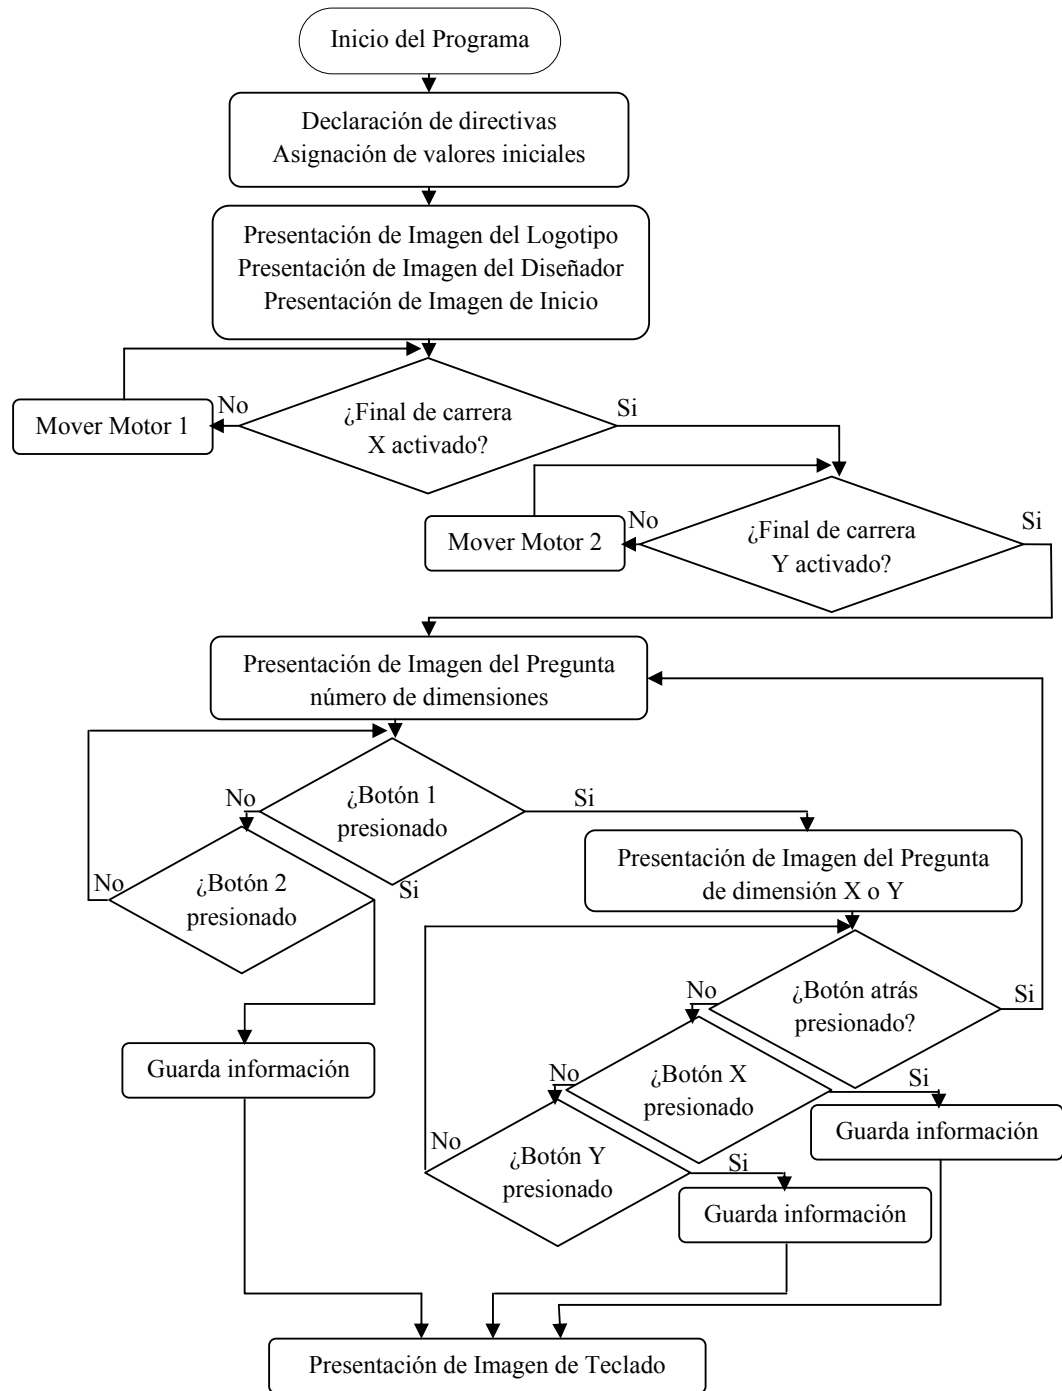 Inicio del Programa
Declaración de directivas
Asignación de valores iniciales
Presentación de Imagen del Logotipo
Presentación de Imagen del Diseñador
Presentación de Imagen de Inicio
No
Mover Motor 1
¿Final de carrera
X activado?
Si
No
Mover Motor 2
¿Final de carrera
Y activado?
Si
Presentación de Imagen del Pregunta
número de dimensiones
No
¿Botón 1
presionado
Si
Presentación de Imagen del Pregunta
de dimensión X o Y
No
¿Botón 2
presionado
Si
No
¿Botón atrás
presionado?
Si
Guarda información
No
¿Botón X
presionado
Si
Guarda información
No
¿Botón Y
presionado
Si
Guarda información
Presentación de Imagen de Teclado